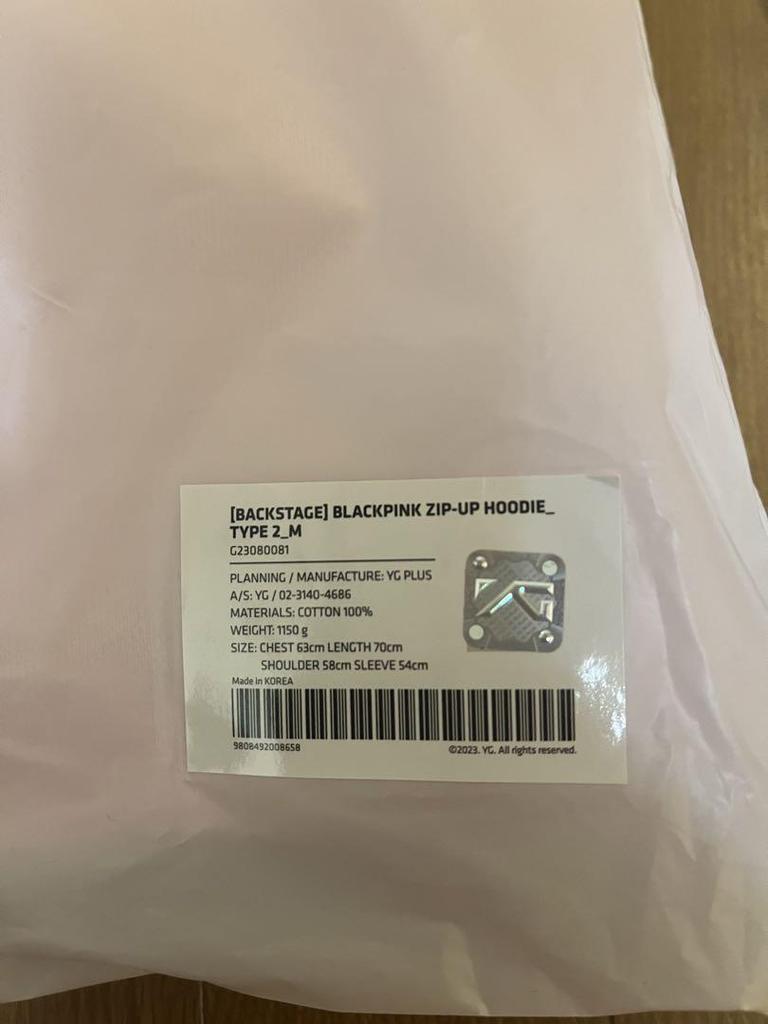 [BACKSTAGE] BLACKPINK ZIP-UP HOODIE_
TYPE 2_M
G23080081
PLANNING / MANUFACTURE: YG PLUS
A/S: YG / 02-3140-4686
MATERIALS: COTTON 100%
WEIGHT: 1150 g
SIZE: CHEST 63cm LENGTH 70cm
SHOULDER 58cm SLEEVE 54cm
Made in KOREA
9808492008658
©2023. YG. All rights reserved.
YG